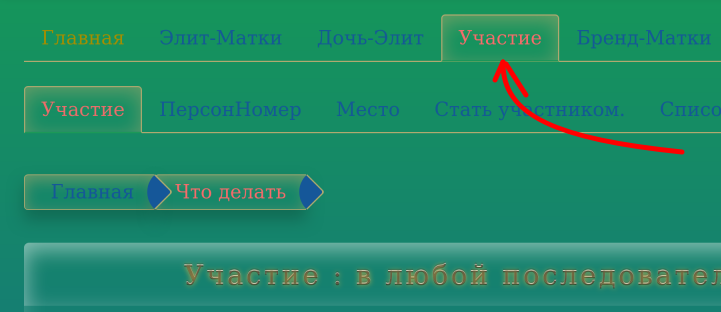 Главная Элит-Матки Дочь-Элит Участие Бренд-Матки
Участие ПерсонНомер Место Стать участником. Списо
Главная Что делать
Участие : в любой последовател